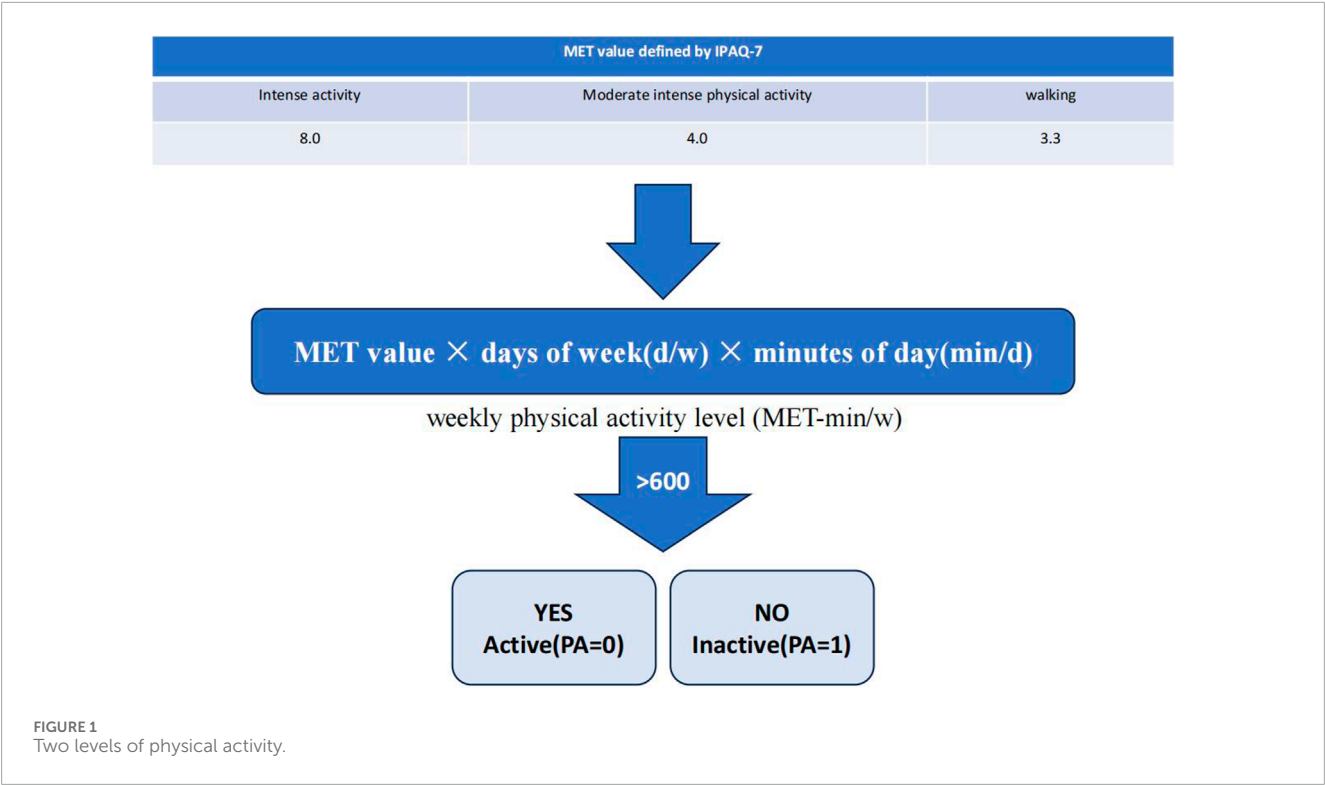 MET value defined by IPAQ-7
Intense activity
Moderate intense physical activity
walking
8.0
4.0
3.3
MET value × days of week(d/w) × minutes of day(min/d)
weekly physical activity level (MET-min/w)
>600
YES
Active(PA=0)
NO
Inactive(PA=1)
FIGURE 1
Two levels of physical activity.